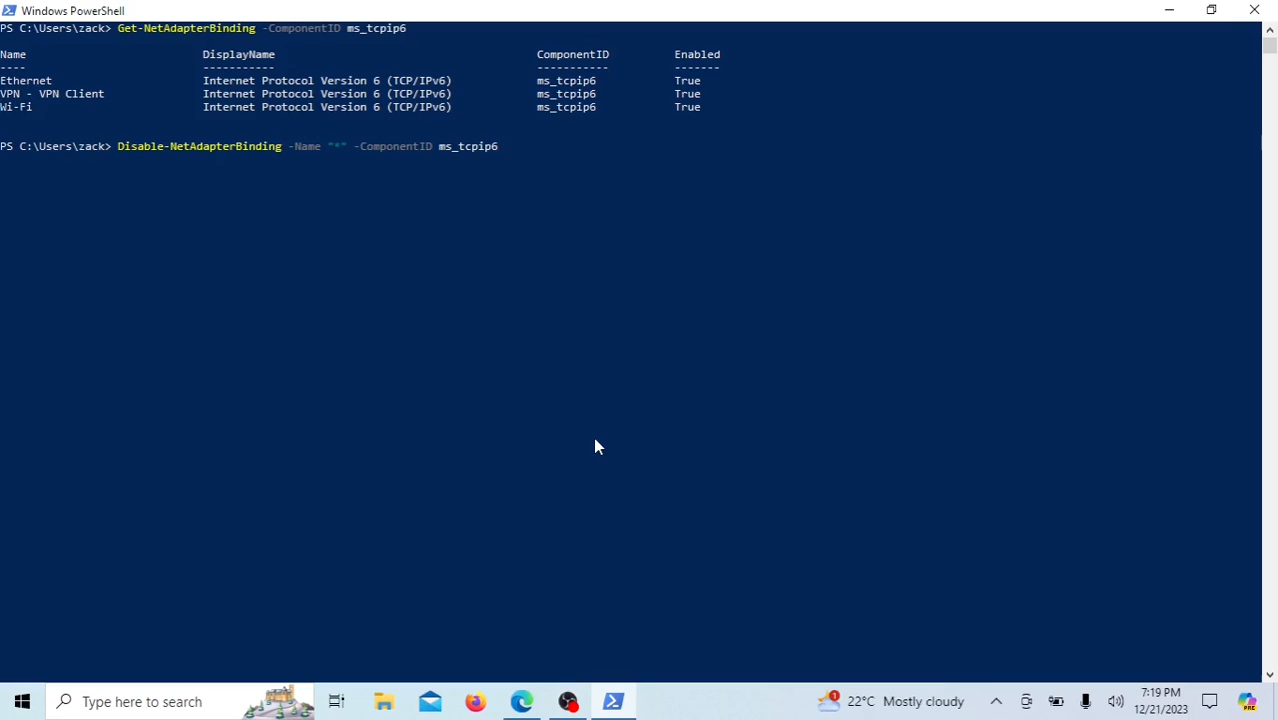 Windows PowerShell
PS C:\Users\zack> Get-NetAdapterBinding -ComponentID ms_tcpip6
Name DisplayName ComponentID Enabled
---- ----------- ----------- -------
Ethernet Internet Protocol Version 6 (TCP/IPv6) ms_tcpip6 True
VPN - VPN Client Internet Protocol Version 6 (TCP/IPv6) ms_tcpip6 True
Wi-Fi Internet Protocol Version 6 (TCP/IPv6) ms_tcpip6 True
PS C:\Users\zack> Disable-NetAdapterBinding -Name "*" -ComponentID ms_tcpip6
Type here to search
1
22°C Mostly cloudy
7:19 PM
12/21/2023
PRE